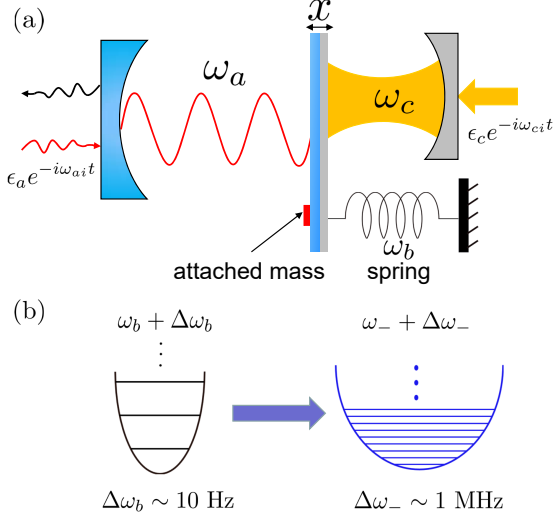 (a)
x
ω_a
ω_c
ϵ_a e^{-iω_{ai}t}
ϵ_c e^{-iω_{ci}t}
ω_b
attached mass
spring
(b)
ω_b + Δω_b
ω_− + Δω_−
Δω_b ∼ 10 Hz
Δω_− ∼ 1 MHz